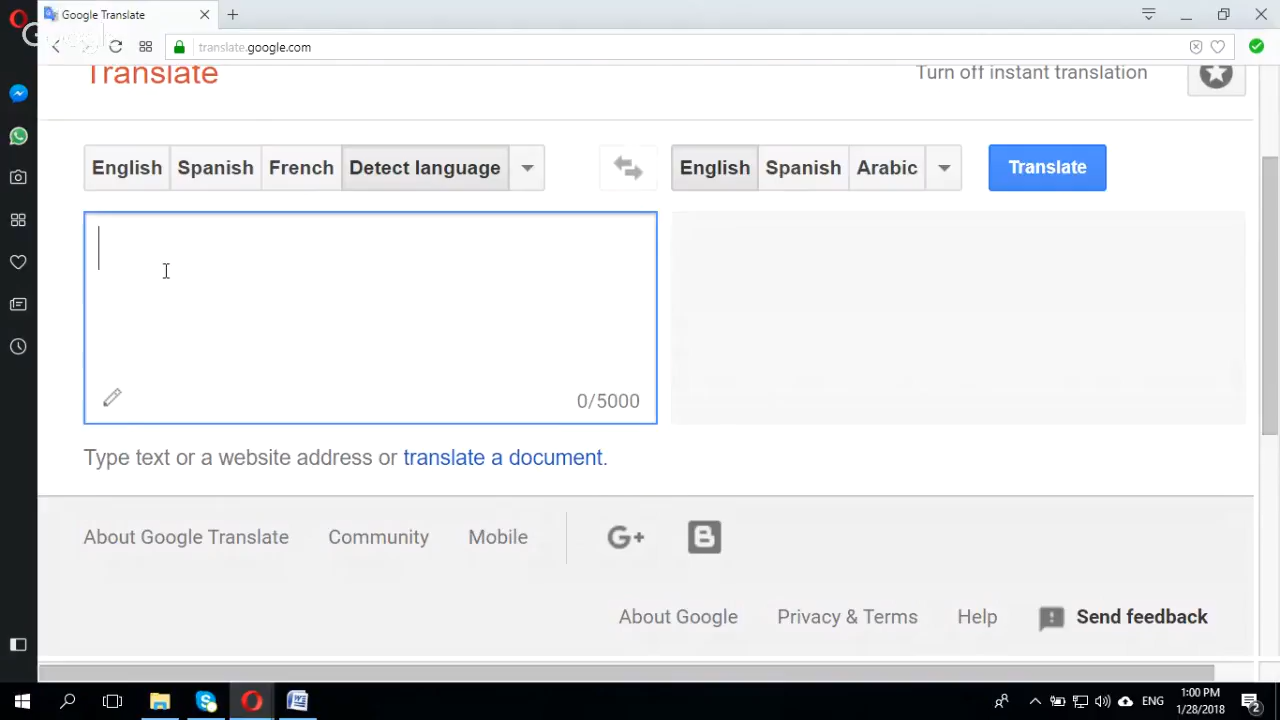 Google Translate
translate.google.com
Translate
Turn off instant translation
English Spanish French Detect language
English Spanish Arabic Translate
0/5000
Type text or a website address or translate a document.
About Google Translate Community Mobile G+ B
About Google Privacy & Terms Help Send feedback
ENG
1:00 PM
1/28/2018
2